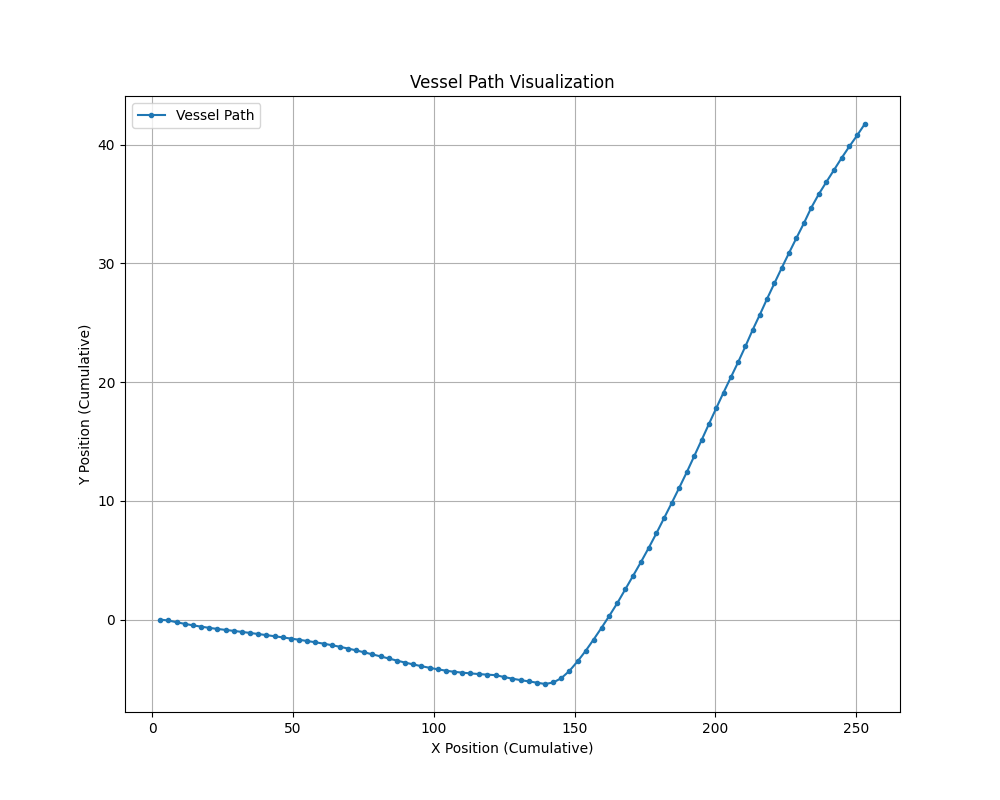 Vessel Path Visualization
Vessel Path
40
30
20
10
0
Y Position (Cumulative)
0 50 100 150 200 250
X Position (Cumulative)